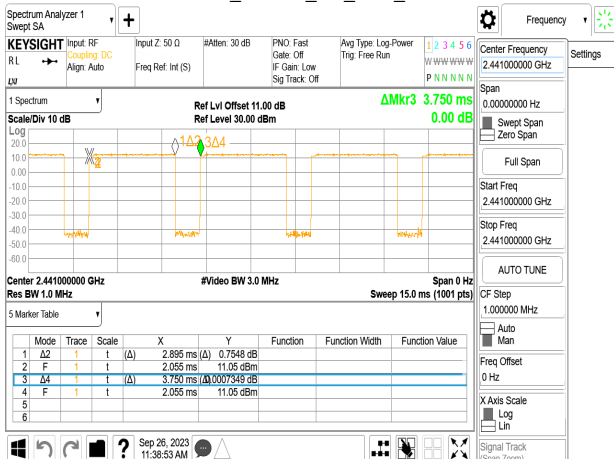 Spectrum Analyzer 1
Swept SA
Frequency
KEYSIGHT
Input: RF
Coupling: DC
Align: Auto
Input Z: 50 Ω
Freq Ref: Int (S)
#Atten: 30 dB
PNO: Fast
Gate: Off
IF Gain: Low
Sig Track: Off
Avg Type: Log-Power
Trig: Free Run
1 2 3 4 5 6
W W W W W W
P N N N N N
R L
LXI
1 Spectrum
Scale/Div 10 dB
Ref Lvl Offset 11.00 dB
Ref Level 30.00 dBm
ΔMkr3 3.750 ms
0.00 dB
Log
20.0
10.0
0.00
-10.0
-20.0
-30.0
-40.0
-50.0
-60.0
3Δ4
Center 2.441000000 GHz
Res BW 1.0 MHz
#Video BW 3.0 MHz
Span 0 Hz
Sweep 15.0 ms (1001 pts)
5 Marker Table
Mode Trace Scale X Y Function Function Width Function Value
1 Δ2 1 t (Δ) 2.895 ms (Δ) 0.7548 dB
2 F 1 t 2.055 ms 11.05 dBm
3 Δ4 1 t (Δ) 3.750 ms (Δ) 0.0007349 dB
4 F 1 t 2.055 ms 11.05 dBm
5
6
Sep 26, 2023
11:38:53 AM
Center Frequency
2.441000000 GHz
Settings
Span
0.00000000 Hz
Swept Span
Zero Span
Full Span
Start Freq
2.441000000 GHz
Stop Freq
2.441000000 GHz
AUTO TUNE
CF Step
1.000000 MHz
Auto
Man
Freq Offset
0 Hz
X Axis Scale
Log
Lin
Signal Track
(Span Zoom)